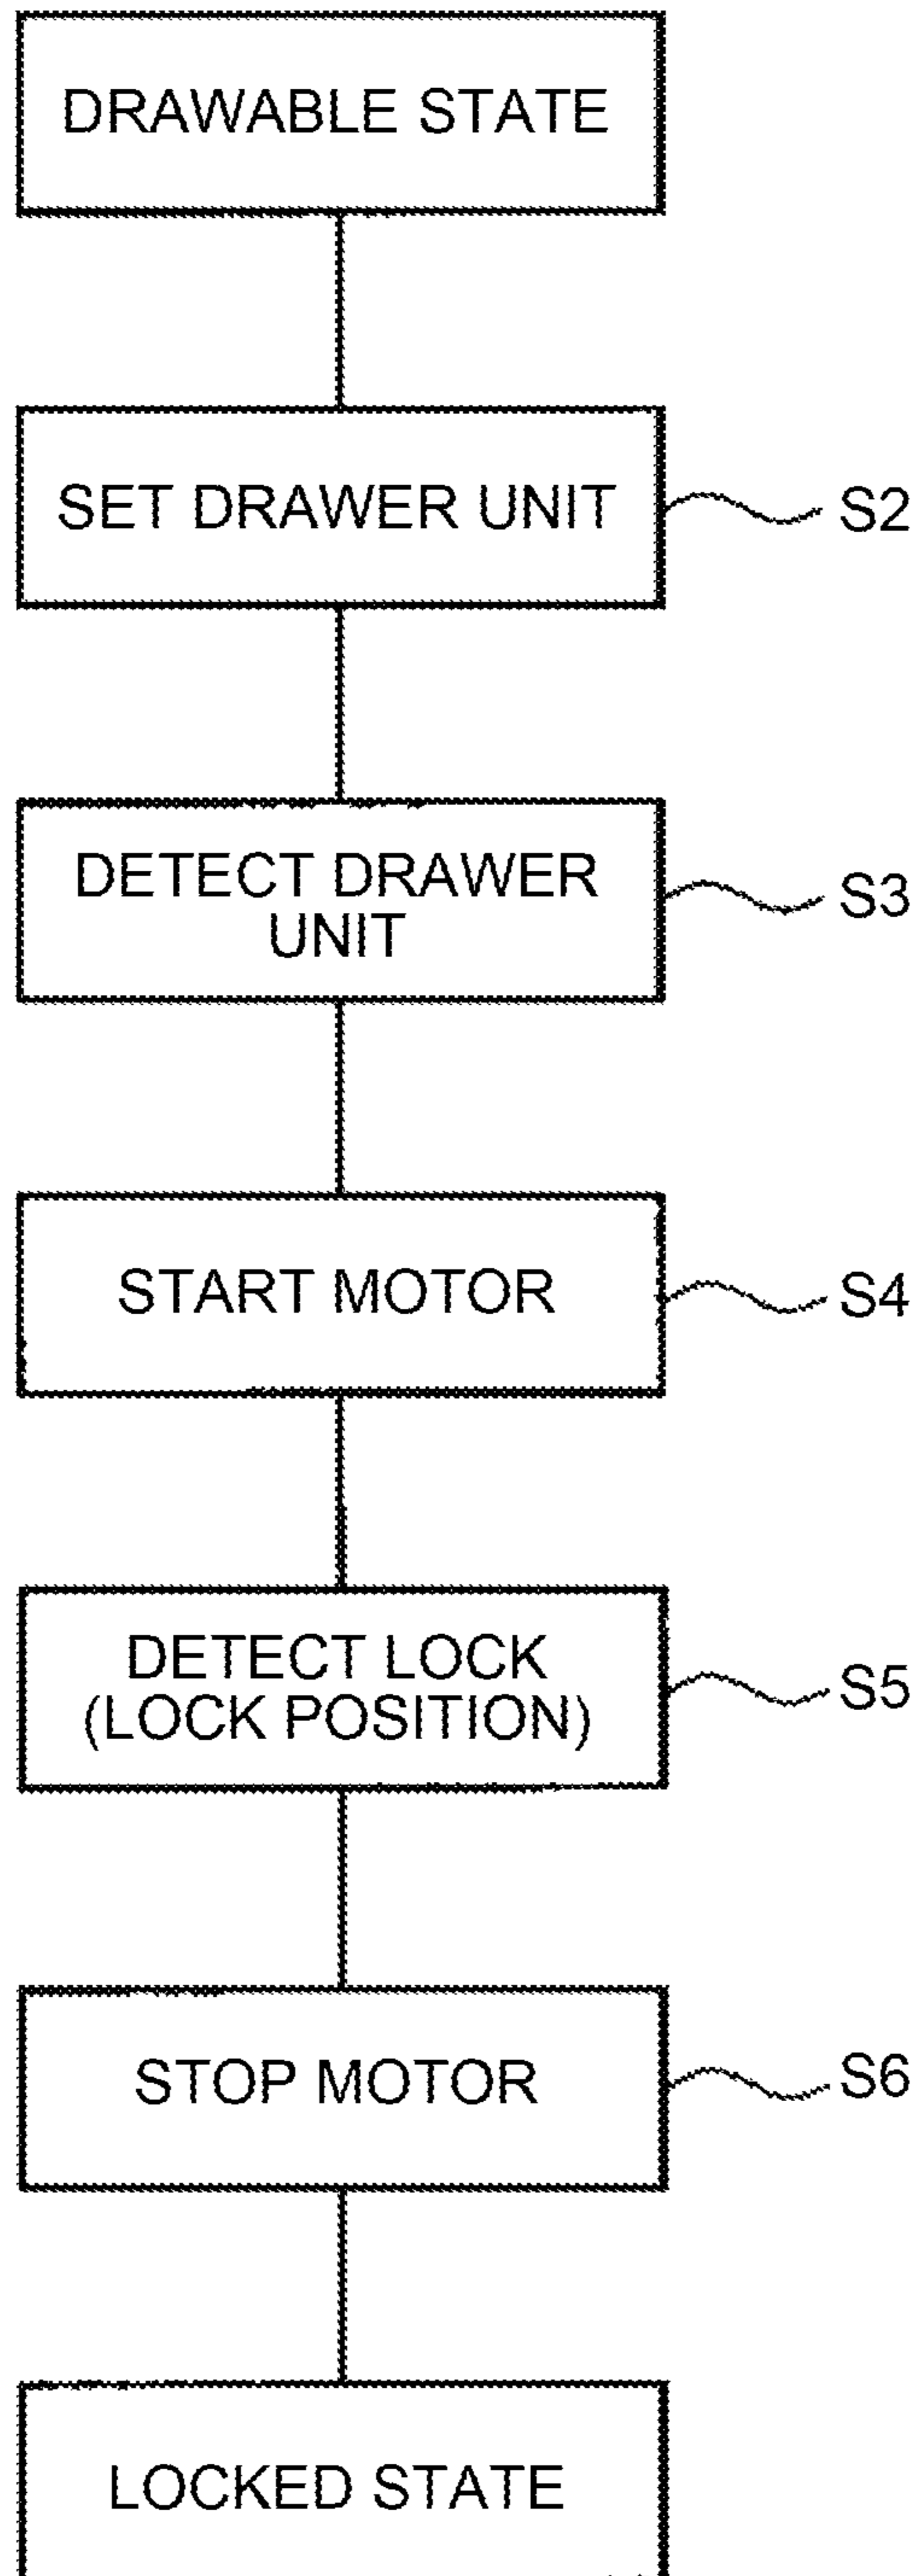 DRAWABLE STATE
SET DRAWER UNIT
S2
DETECT DRAWER
UNIT
S3
START MOTOR
S4
DETECT LOCK
(LOCK POSITION)
S5
STOP MOTOR
S6
LOCKED STATE